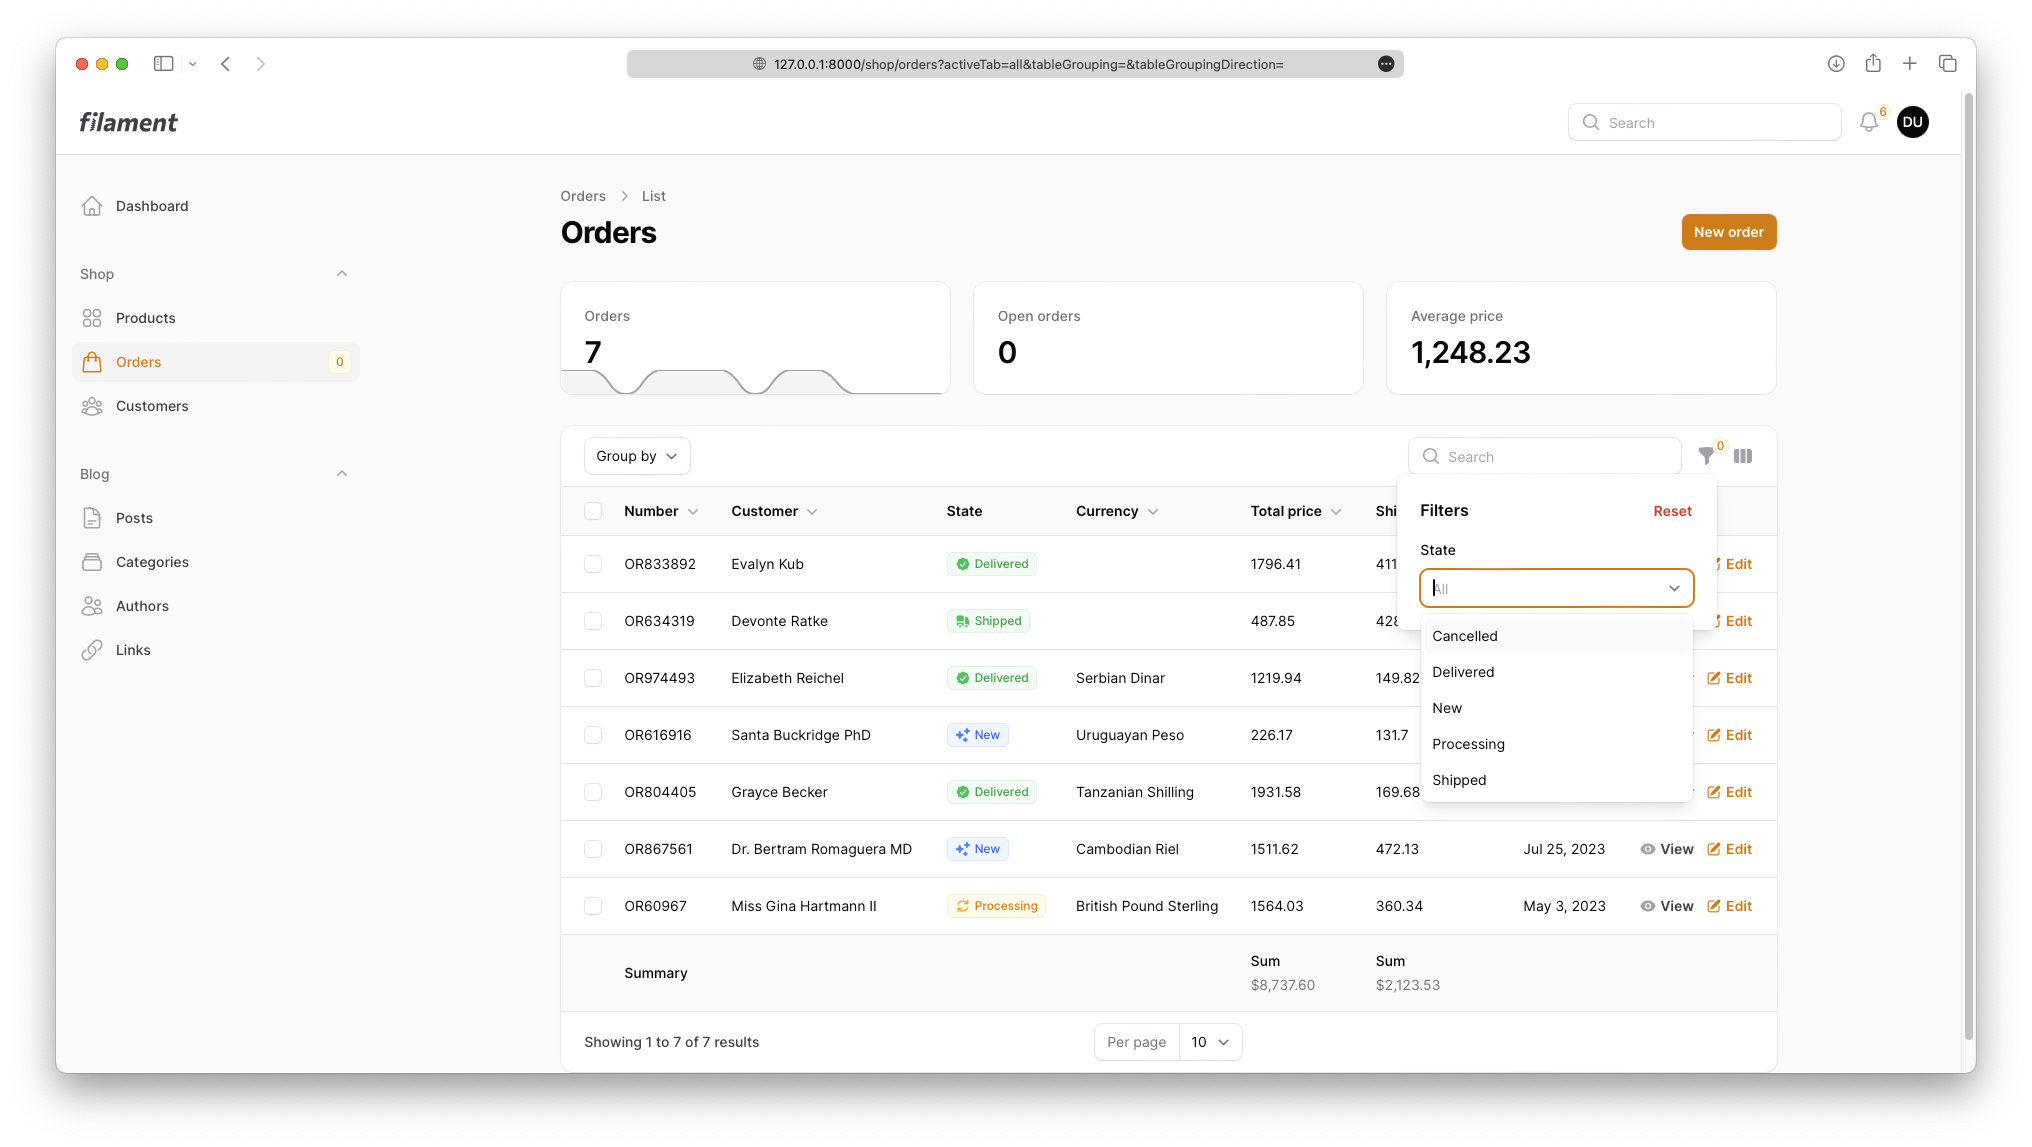 127.0.0.1:8000/shop/orders?activeTab=all&tableGrouping=&tableGroupingDirection=
filament
Search
6
DU
Dashboard
Shop
Products
Orders
0
Customers
Blog
Posts
Categories
Authors
Links
Orders
List
Orders
New order
Orders
7
Open orders
0
Average price
1,248.23
Group by
Search
0
Number Customer State Currency Total price Shi
OR833892 Evalyn Kub Delivered 1796.41 411 Edit
OR634319 Devonte Ratke Shipped 487.85 428 Edit
OR974493 Elizabeth Reichel Delivered Serbian Dinar 1219.94 149.82 Edit
OR616916 Santa Buckridge PhD New Uruguayan Peso 226.17 131.7 Edit
OR804405 Grayce Becker Delivered Tanzanian Shilling 1931.58 169.68 Edit
OR867561 Dr. Bertram Romaguera MD New Cambodian Riel 1511.62 472.13 Jul 25, 2023 View Edit
OR60967 Miss Gina Hartmann II Processing British Pound Sterling 1564.03 360.34 May 3, 2023 View Edit
Filters
Reset
State
All
Cancelled
Delivered
New
Processing
Shipped
Summary
Sum
$8,737.60
Sum
$2,123.53
Showing 1 to 7 of 7 results
Per page
10